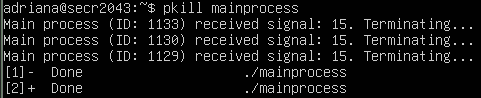 adriana@secr2043:~$ pkill mainprocess
Main process (ID: 1133) received signal: 15. Terminating...
Main process (ID: 1130) received signal: 15. Terminating...
Main process (ID: 1129) received signal: 15. Terminating...
[1]-  Done                    ./mainprocess
[2]+  Done                    ./mainprocess